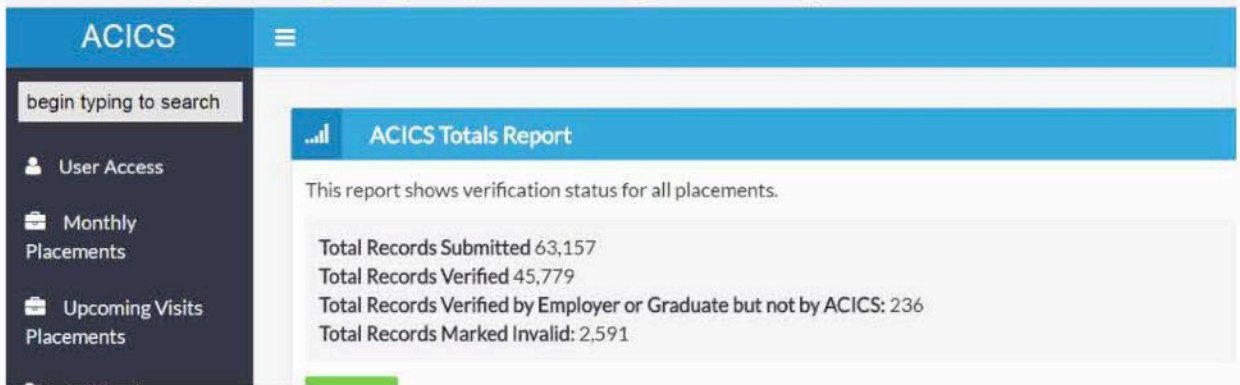 ACICS
begin typing to search
User Access
Monthly
Placements
Upcoming Visits
Placements
ACICS Totals Report
This report shows verification status for all placements.
Total Records Submitted 63,157
Total Records Verified 45,779
Total Records Verified by Employer or Graduate but not by ACICS: 236
Total Records Marked Invalid: 2,591